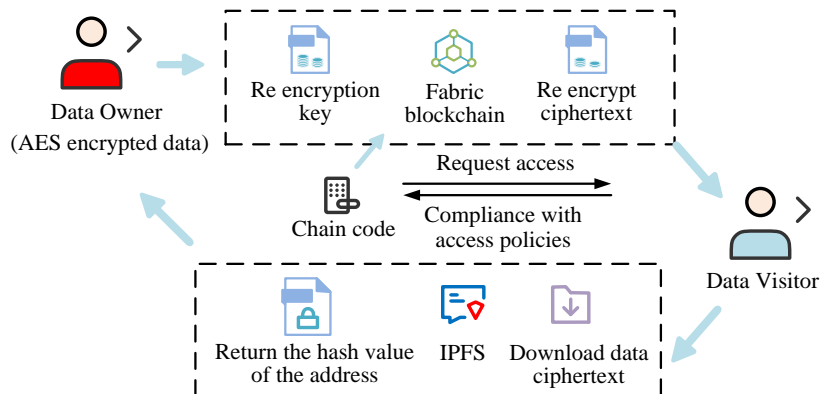 Data Owner
(AES encrypted data)
Re encryption
key
Fabric
blockchain
Re encrypt
ciphertext
Request access
Chain code
Compliance with
access policies
Data Visitor
Return the hash value
of the address
IPFS
Download data
ciphertext